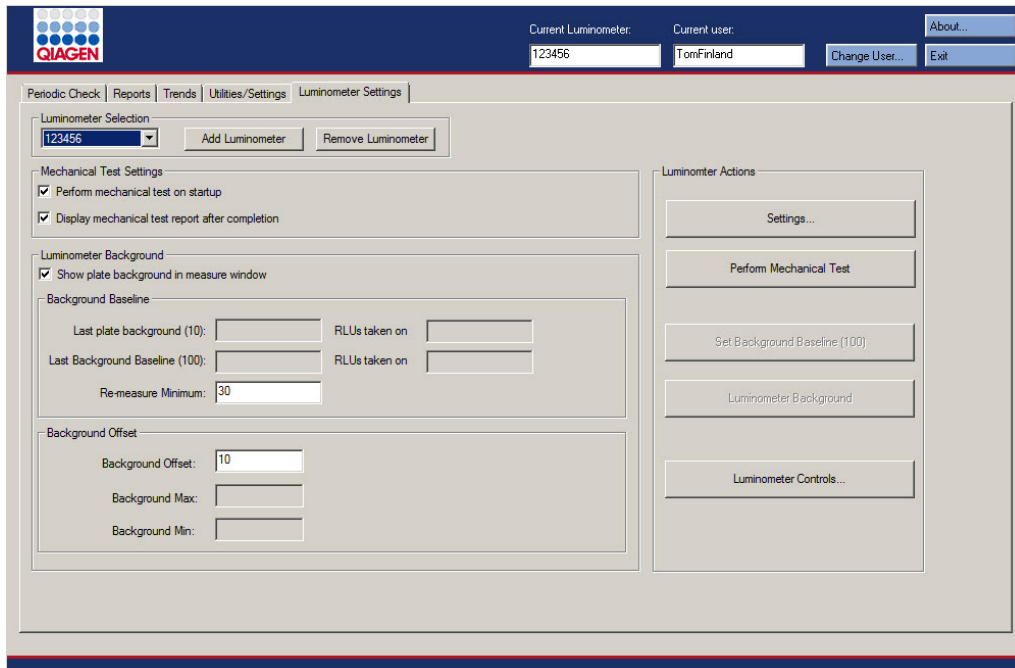 QIAGEN
Current Luminometer:
Current user:
About...
123456
TomFinland
Change User...
Exit
Periodic Check
Reports
Trends
Utilities/Settings
Luminometer Settings
Luminometer Selection
123456
Add Luminometer
Remove Luminometer
Mechanical Test Settings
Perform mechanical test on startup
Display mechanical test report after completion
Luminometer Background
Show plate background in measure window
Background Baseline
Last plate background (10):
RLUs taken on
Last Background Baseline (100):
RLUs taken on
Re-measure Minimum:
30
Background Offset
Background Offset:
10
Background Max:
Background Min:
Luminomter Actions
Settings...
Perform Mechanical Test
Set Background Baseline (100)
Luminometer Background
Luminometer Controls...